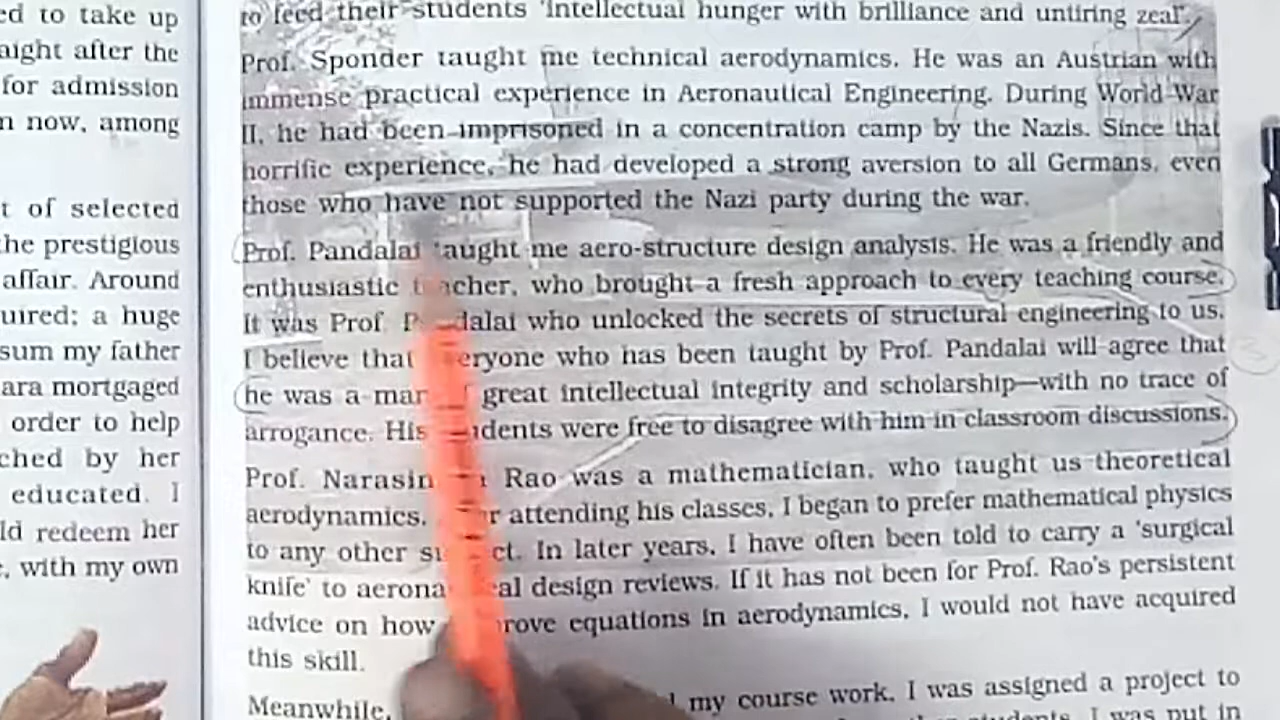 ed to take up
aight after the
for admission
n now, among
t of selected
he prestigious
affair. Around
uired; a huge
sum my father
ara mortgaged
order to help
ched by her
educated. I
ld redeem her
, with my own
to feed their students 'intellectual hunger with brilliance and untiring zeal'.
Prof. Sponder taught me technical aerodynamics. He was an Austrian with
immense practical experience in Aeronautical Engineering. During World War
II, he had been imprisoned in a concentration camp by the Nazis. Since that
horrific experience, he had developed a strong aversion to all Germans, even
those who have not supported the Nazi party during the war.
Prof. Pandalai taught me aero-structure design analysis. He was a friendly and
enthusiastic t acher, who brought a fresh approach to every teaching course.
It was Prof. P dalai who unlocked the secrets of structural engineering to us.
I believe that eryone who has been taught by Prof. Pandalai will agree that
he was a man great intellectual integrity and scholarship—with no trace of
arrogance. His dents were free to disagree with him in classroom discussions.
Prof. Narasin Rao was a mathematician, who taught us theoretical
aerodynamics. r attending his classes, I began to prefer mathematical physics
to any other su ct. In later years, I have often been told to carry a 'surgical
knife' to aerona al design reviews. If it has not been for Prof. Rao's persistent
advice on how rove equations in aerodynamics, I would not have acquired
this skill.
Meanwhile, my course work. I was assigned a project to
students. I was put in